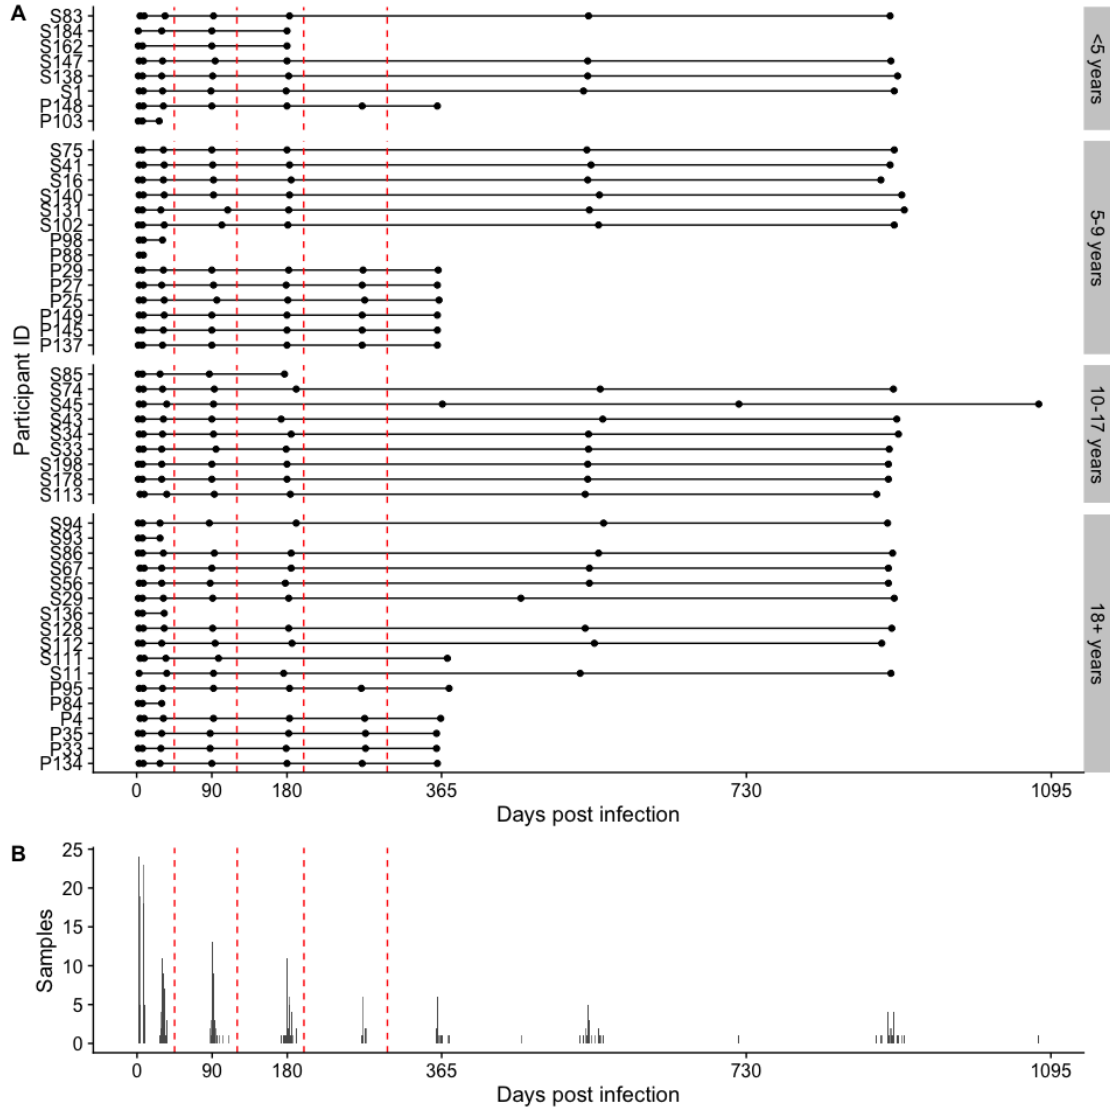 A
Participant ID
S83
S184
S162
S147
S138
S1
P148
P103
<5 years
S75
S41
S16
S140
S131
S102
P98
P88
P29
P27
P25
P149
P145
P137
5-9 years
S85
S74
S45
S43
S34
S33
S198
S178
S113
10-17 years
S94
S93
S86
S67
S56
S29
S136
S128
S112
S111
S11
P95
P84
P4
P35
P33
P134
18+ years
0 90 180 365 730 1095
Days post infection
B
Samples
25
20
15
10
5
0
0 90 180 365 730 1095
Days post infection